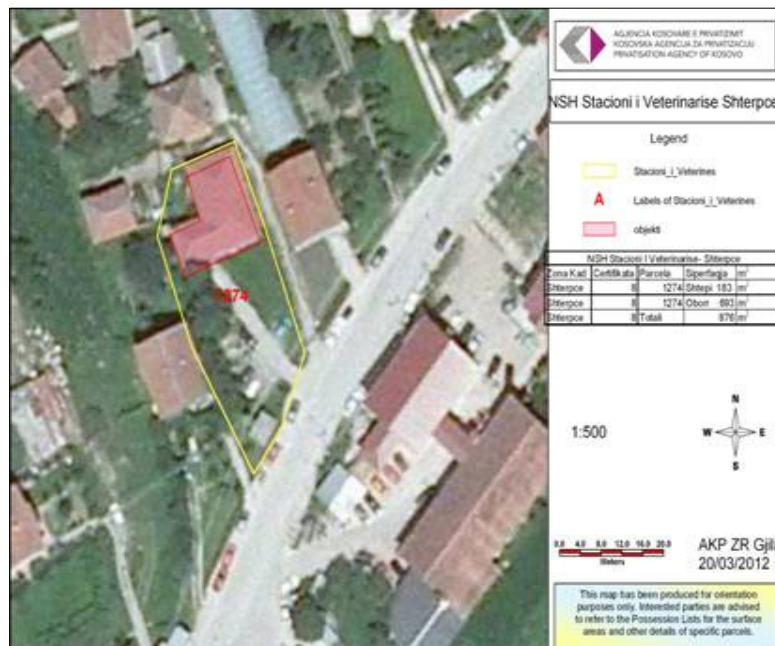 AGJENCIA KOSOVARE E PRIVATIZIMIT
KOSOVSKA AGENCIJA ZA PRIVATIZACIJU
PRIVATISATION AGENCY OF KOSOVO
NSH Stacioni i Veterinarise Shterpce
Legend
Stacioni_i_Veterines
A Labels of Stacioni_i_Veterines
objekti
NSH Stacioni I Veterinarise- Shterpce
Zona Kad Certifikata Parcela Siperfaqja m²
Shterpce 8 1274 Shtepi 183 m²
Shterpce 8 1274 Oborr 693 m²
Shterpce 8 Totali 876 m²
1274
N
W E
S
1:500
0.0 4.0 8.0 12.0 16.0 20.0
Meters
AKP ZR Gjila
20/03/2012
This map has been produced for orientation
purposes only. Interested parties are advised
to refer to the Possession Lists for the surface
areas and other details of specific parcels.